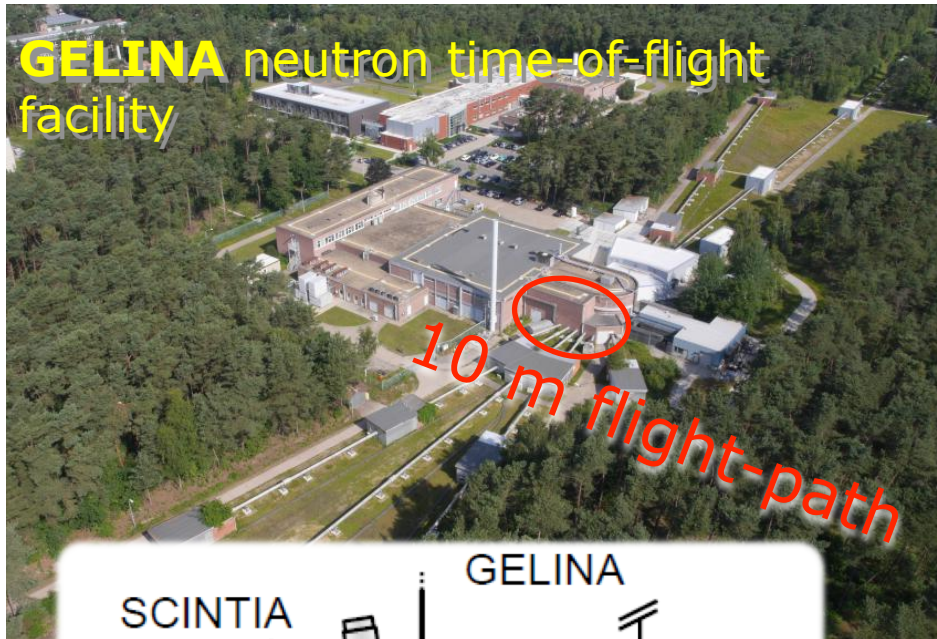 GELINA neutron time-of-flight
facility
10 m flight-path
GELINA
SCINTIA